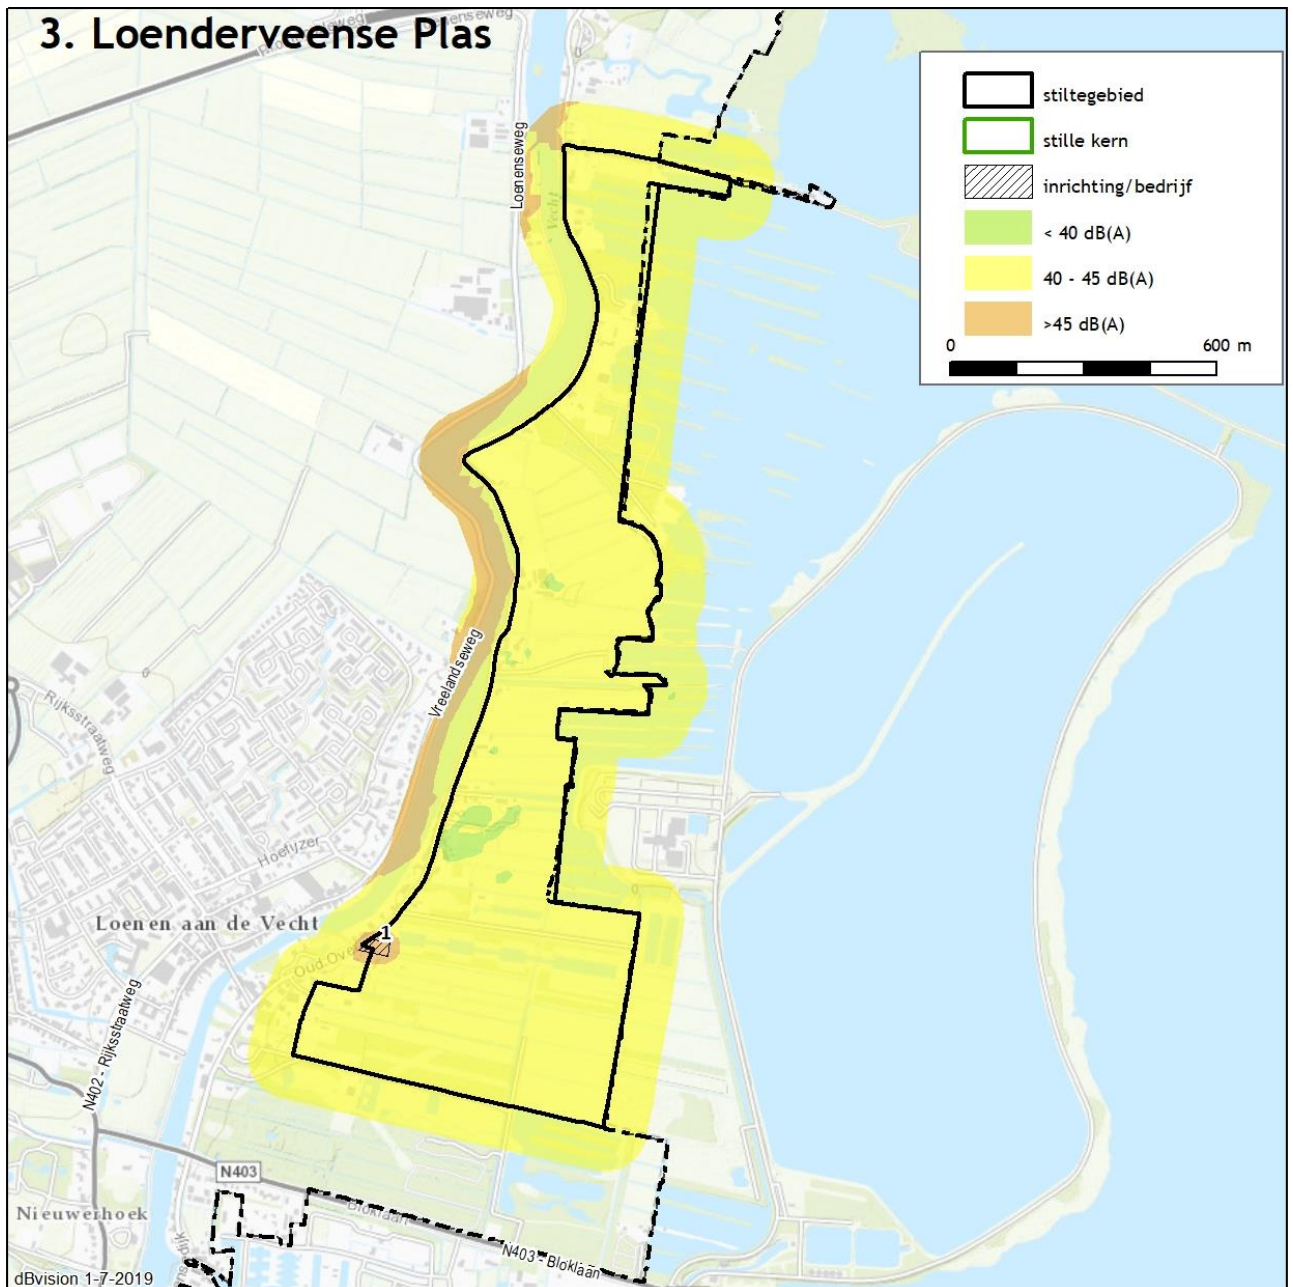 3. Loenderveense Plas
stiltegebied
stille kern
inrichting/bedrijf
< 40 dB(A)
40 - 45 dB(A)
>45 dB(A)
0
600 m
Loenenseweg
Vecht
Vreelandseweg
Rijksstraatweg
Hoefijzer
Loenen aan de Vecht
1
N402 - Rijksstraatweg
N403
Nieuwerhoek
Bloklaan
N403 - Bloklaan
dBvision 1-7-2019